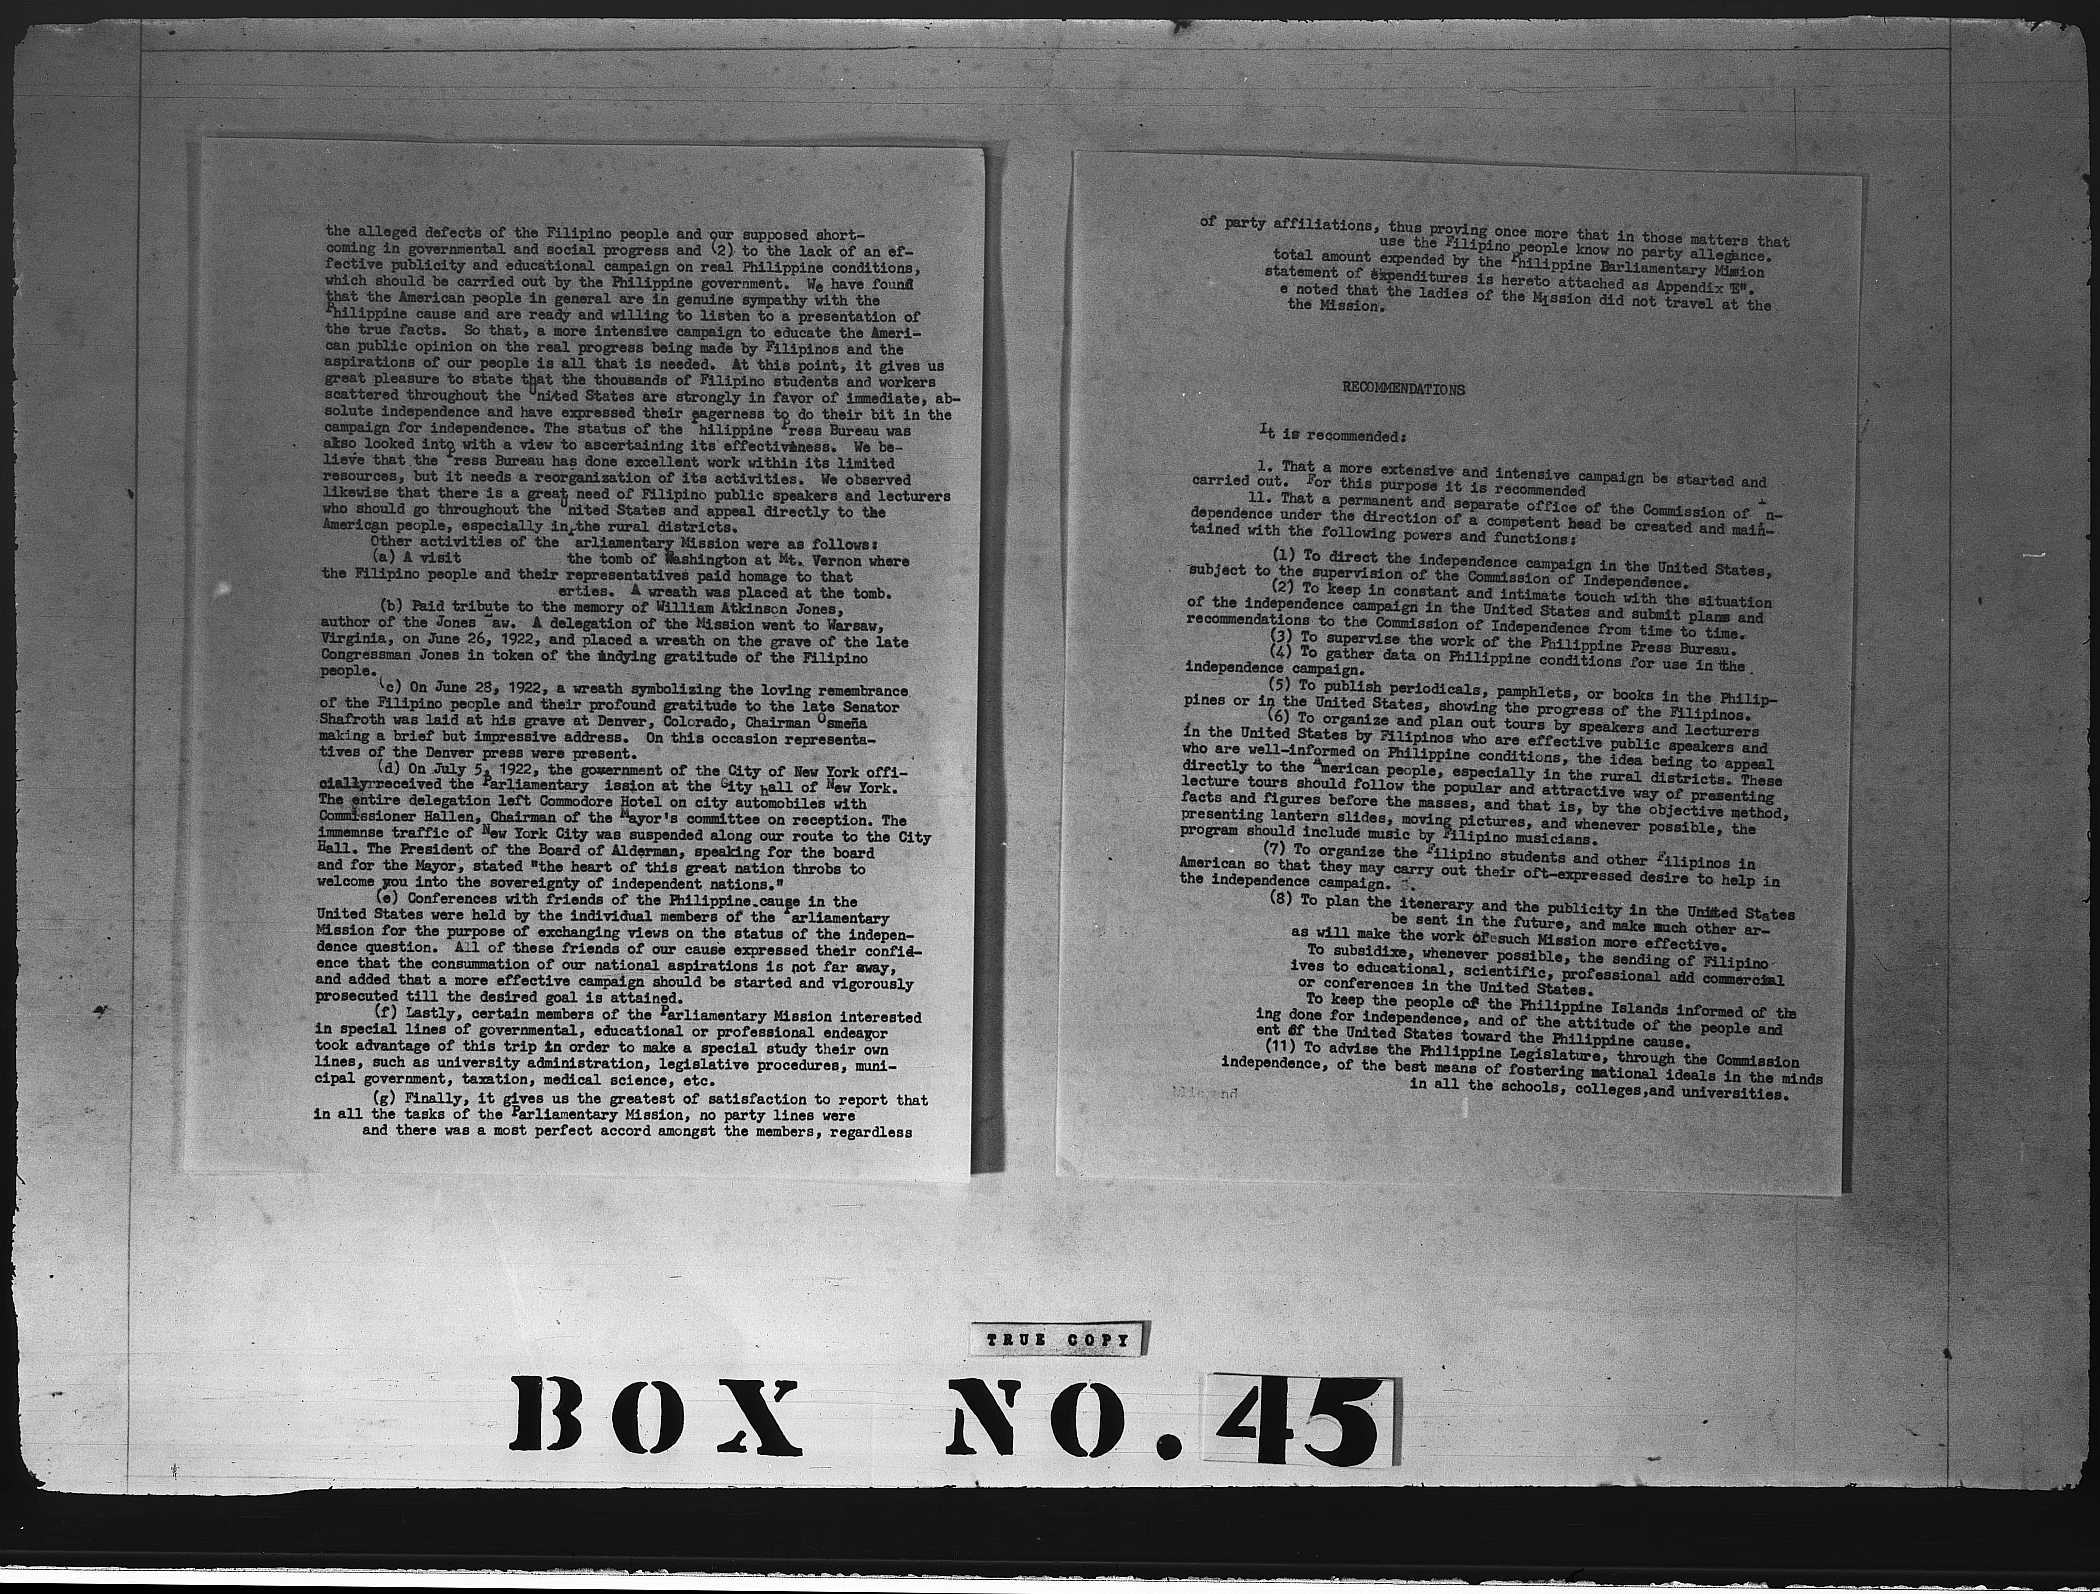 the alleged defects of the Filipino people and our supposed short-
coming in governmental and social progress and (2) to the lack of an ef-
fective publicity and educational campaign on real Philippine conditions,
which should be carried out by the Philippine government. We have found
that the American people in general are in genuine sympathy with the
Philippine cause and are ready and willing to listen to a presentation of
the true facts. So that, a more intensive campaign to educate the Ameri-
can public opinion on the real progress being made by Filipinos and the
aspirations of our people is all that is needed. At this point, it gives us
great pleasure to state that the thousands of Filipino students and workers
scattered throughout the United States are strongly in favor of immediate, ab-
solute independence and have expressed their eagerness to do their bit in the
campaign for independence. The status of the Philippine Press Bureau was
also looked into with a view to ascertaining its effectiveness. We be-
lieve that the Press Bureau has done excellent work within its limited
resources, but it needs a reorganization of its activities. We observed
likewise that there is a great need of Filipino public speakers and lecturers
who should go throughout the United States and appeal directly to the
American people, especially in the rural districts.
Other activities of the Parliamentary Mission were as follows:
(a) A visit the tomb of Washington at Mt. Vernon where
the Filipino people and their representatives paid homage to that
erties. A wreath was placed at the tomb.
(b) Paid tribute to the memory of William Atkinson Jones,
author of the Jones aw. A delegation of the Mission went to Warsaw,
Virginia, on June 26, 1922, and placed a wreath on the grave of the late
Congressman Jones in token of the undying gratitude of the Filipino
people.
(c) On June 28, 1922, a wreath symbolizing the loving remembrance
of the Filipino people and their profound gratitude to the late Senator
Shafroth was laid at his grave at Denver, Colorado, Chairman Osmeña
making a brief but impressive address. On this occasion representa-
tives of the Denver press were present.
(d) On July 5, 1922, the government of the City of New York offi-
cially received the Parliamentary ission at the City hall of New York.
The entire delegation left Commodore Hotel on city automobiles with
Commissioner Hallen, Chairman of the Mayor's committee on reception. The
immemnse traffic of New York City was suspended along our route to the City
Hall. The President of the Board of Alderman, speaking for the board
and for the Mayor, stated "the heart of this great nation throbs to
welcome you into the sovereignty of independent nations."
(e) Conferences with friends of the Philippine cause in the
United States were held by the individual members of the Parliamentary
Mission for the purpose of exchanging views on the status of the indepen-
dence question. All of these friends of our cause expressed their confid-
ence that the consummation of our national aspirations is not far away,
and added that a more effective campaign should be started and vigorously
prosecuted till the desired goal is attained.
(f) Lastly, certain members of the Parliamentary Mission interested
in special lines of governmental, educational or professional endeavor
took advantage of this trip in order to make a special study their own
lines, such as university administration, legislative procedures, muni-
cipal government, taxation, medical science, etc.
(g) Finally, it gives us the greatest of satisfaction to report that
in all the tasks of the Parliamentary Mission, no party lines were
and there was a most perfect accord amongst the members, regardless
of party affiliations, thus proving once more that in those matters that
use the Filipino people know no party allegance.
total amount expended by the Philippine Parliamentary Mission
statement of expenditures is hereto attached as Appendix "E".
e noted that the ladies of the Mission did not travel at the
the Mission.
RECOMMENDATIONS
It is recommended:
1. That a more extensive and intensive campaign be started and
carried out. For this purpose it is recommended
11. That a permanent and separate office of the Commission of In-
dependence under the direction of a competent head be created and main-
tained with the following powers and functions:
(1) To direct the independence campaign in the United States,
subject to the supervision of the Commission of Independence.
(2) To keep in constant and intimate touch with the situation
of the independence campaign in the United States and submit plans and
recommendations to the Commission of Independence from time to time.
(3) To supervise the work of the Philippine Press Bureau.
(4) To gather data on Philippine conditions for use in the
independence campaign.
(5) To publish periodicals, pamphlets, or books in the Philip-
pines or in the United States, showing the progress of the Filipinos.
(6) To organize and plan out tours by speakers and lecturers
in the United States by Filipinos who are effective public speakers and
who are well-informed on Philippine conditions, the idea being to appeal
directly to the American people, especially in the rural districts. These
lecture tours should follow the popular and attractive way of presenting
facts and figures before the masses, and that is, by the objective method,
presenting lantern slides, moving pictures, and whenever possible, the
program should include music by Filipino musicians.
(7) To organize the Filipino students and other Filipinos in
American so that they may carry out their oft-expressed desire to help in
the independence campaign.
(8) To plan the itenerary and the publicity in the United States
be sent in the future, and make much other ar-
as will make the work of such Mission more effective.
To subsidixe, whenever possible, the sending of Filipino
ives to educational, scientific, professional and commercial
or conferences in the United States.
To keep the people of the Philippine Islands informed of the
ing done for independence, and of the attitude of the people and
ent of the United States toward the Philippine cause.
(11) To advise the Philippine Legislature, through the Commission
independence, of the best means of fostering national ideals in the minds
in all the schools, colleges,and universities.
TRUE COPY
BOX NO. 45